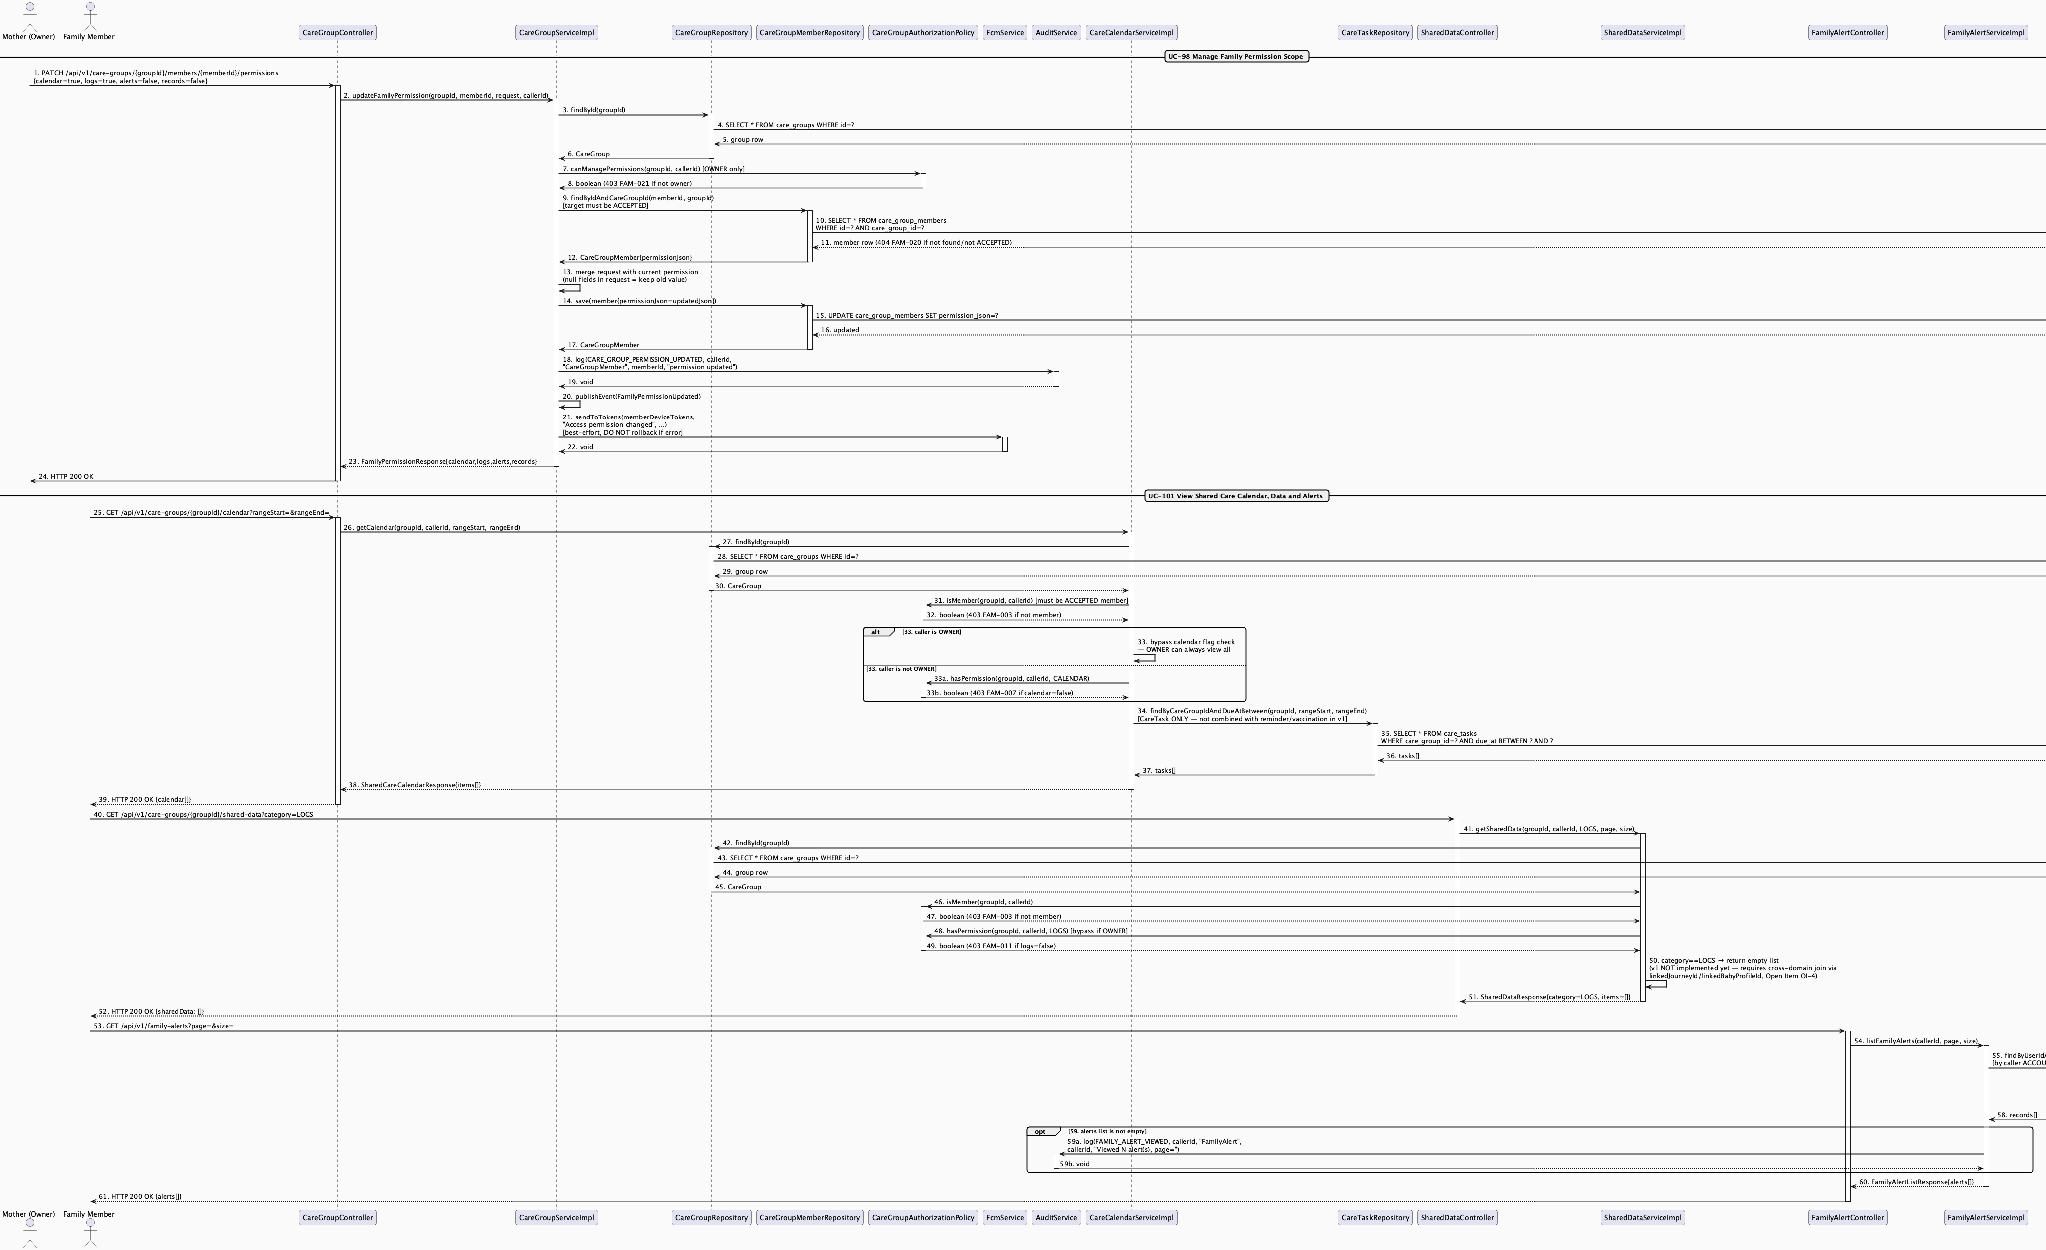 Mother (Owner)
Family Member
CareGroupController
CareGroupServiceImpl
CareGroupRepository
CareGroupMemberRepository
CareGroupAuthorizationPolicy
FcmService
AuditService
CareCalendarServiceImpl
CareTaskRepository
SharedDataController
SharedDataServiceImpl
FamilyAlertController
FamilyAlertServiceImpl
UC-98 Manage Family Permission Scope
1. PATCH /api/v1/care-groups/{groupId}/members/{memberId}/permissions
{calendar=true, logs=true, alerts=false, records=false}
2. updateFamilyPermission(groupId, memberId, request, callerId)
3. findById(groupId)
4. SELECT * FROM care_groups WHERE id=?
5. group row
6. CareGroup
7. canManagePermissions(groupId, callerId) [OWNER only]
8. boolean (403 FAM-021 if not owner)
9. findByIdAndCareGroupId(memberId, groupId)
[target must be ACCEPTED]
10. SELECT * FROM care_group_members
WHERE id=? AND care_group_id=?
11. member row (404 FAM-020 if not found/not ACCEPTED)
12. CareGroupMember{permissionJson}
13. merge request with current permission
(null fields in request = keep old value)
14. save(member{permissionJson=updatedJson})
15. UPDATE care_group_members SET permission_json=?
16. updated
17. CareGroupMember
18. log(CARE_GROUP_PERMISSION_UPDATED, callerId,
"CareGroupMember", memberId, "permission updated")
19. void
20. publishEvent(FamilyPermissionUpdated)
21. sendToTokens(memberDeviceTokens,
"Access permission changed", ...)
[best-effort, DO NOT rollback if error]
22. void
23. FamilyPermissionResponse{calendar,logs,alerts,records}
24. HTTP 200 OK
UC-101 View Shared Care Calendar, Data and Alerts
25. GET /api/v1/care-groups/{groupId}/calendar?rangeStart=&rangeEnd=
26. getCalendar(groupId, callerId, rangeStart, rangeEnd)
27. findById(groupId)
28. SELECT * FROM care_groups WHERE id=?
29. group row
30. CareGroup
31. isMember(groupId, callerId) [must be ACCEPTED member]
32. boolean (403 FAM-003 if not member)
alt [33. caller is OWNER]
33. bypass calendar flag check
— OWNER can always view all
[33. caller is not OWNER]
33a. hasPermission(groupId, callerId, CALENDAR)
33b. boolean (403 FAM-007 if calendar=false)
34. findByCareGroupIdAndDueAtBetween(groupId, rangeStart, rangeEnd)
[CareTask ONLY — not combined with reminder/vaccination in v1]
35. SELECT * FROM care_tasks
WHERE care_group_id=? AND due_at BETWEEN ? AND ?
36. tasks[]
37. tasks[]
38. SharedCareCalendarResponse{items[]}
39. HTTP 200 OK {calendar[]}
40. GET /api/v1/care-groups/{groupId}/shared-data?category=LOGS
41. getSharedData(groupId, callerId, LOGS, page, size)
42. findById(groupId)
43. SELECT * FROM care_groups WHERE id=?
44. group row
45. CareGroup
46. isMember(groupId, callerId)
47. boolean (403 FAM-003 if not member)
48. hasPermission(groupId, callerId, LOGS) [bypass if OWNER]
49. boolean (403 FAM-011 if logs=false)
50. category==LOGS → return empty list
(v1 NOT implemented yet — requires cross-domain join via
linkedJourneyId/linkedBabyProfileId, Open Item OI-4)
51. SharedDataResponse{category=LOGS, items=[]}
52. HTTP 200 OK {sharedData: []}
53. GET /api/v1/family-alerts?page=&size=
54. listFamilyAlerts(callerId, page, size)
55. findByUserId
[by caller ACCOU
58. records[]
opt [59. alerts list is not empty]
59a. log(FAMILY_ALERT_VIEWED, callerId, "FamilyAlert",
callerId, "Viewed N alert(s), page=")
59b. void
60. FamilyAlertListResponse{alerts[]}
61. HTTP 200 OK {alerts[]}
Mother (Owner)
Family Member
CareGroupController
CareGroupServiceImpl
CareGroupRepository
CareGroupMemberRepository
CareGroupAuthorizationPolicy
FcmService
AuditService
CareCalendarServiceImpl
CareTaskRepository
SharedDataController
SharedDataServiceImpl
FamilyAlertController
FamilyAlertServiceImpl